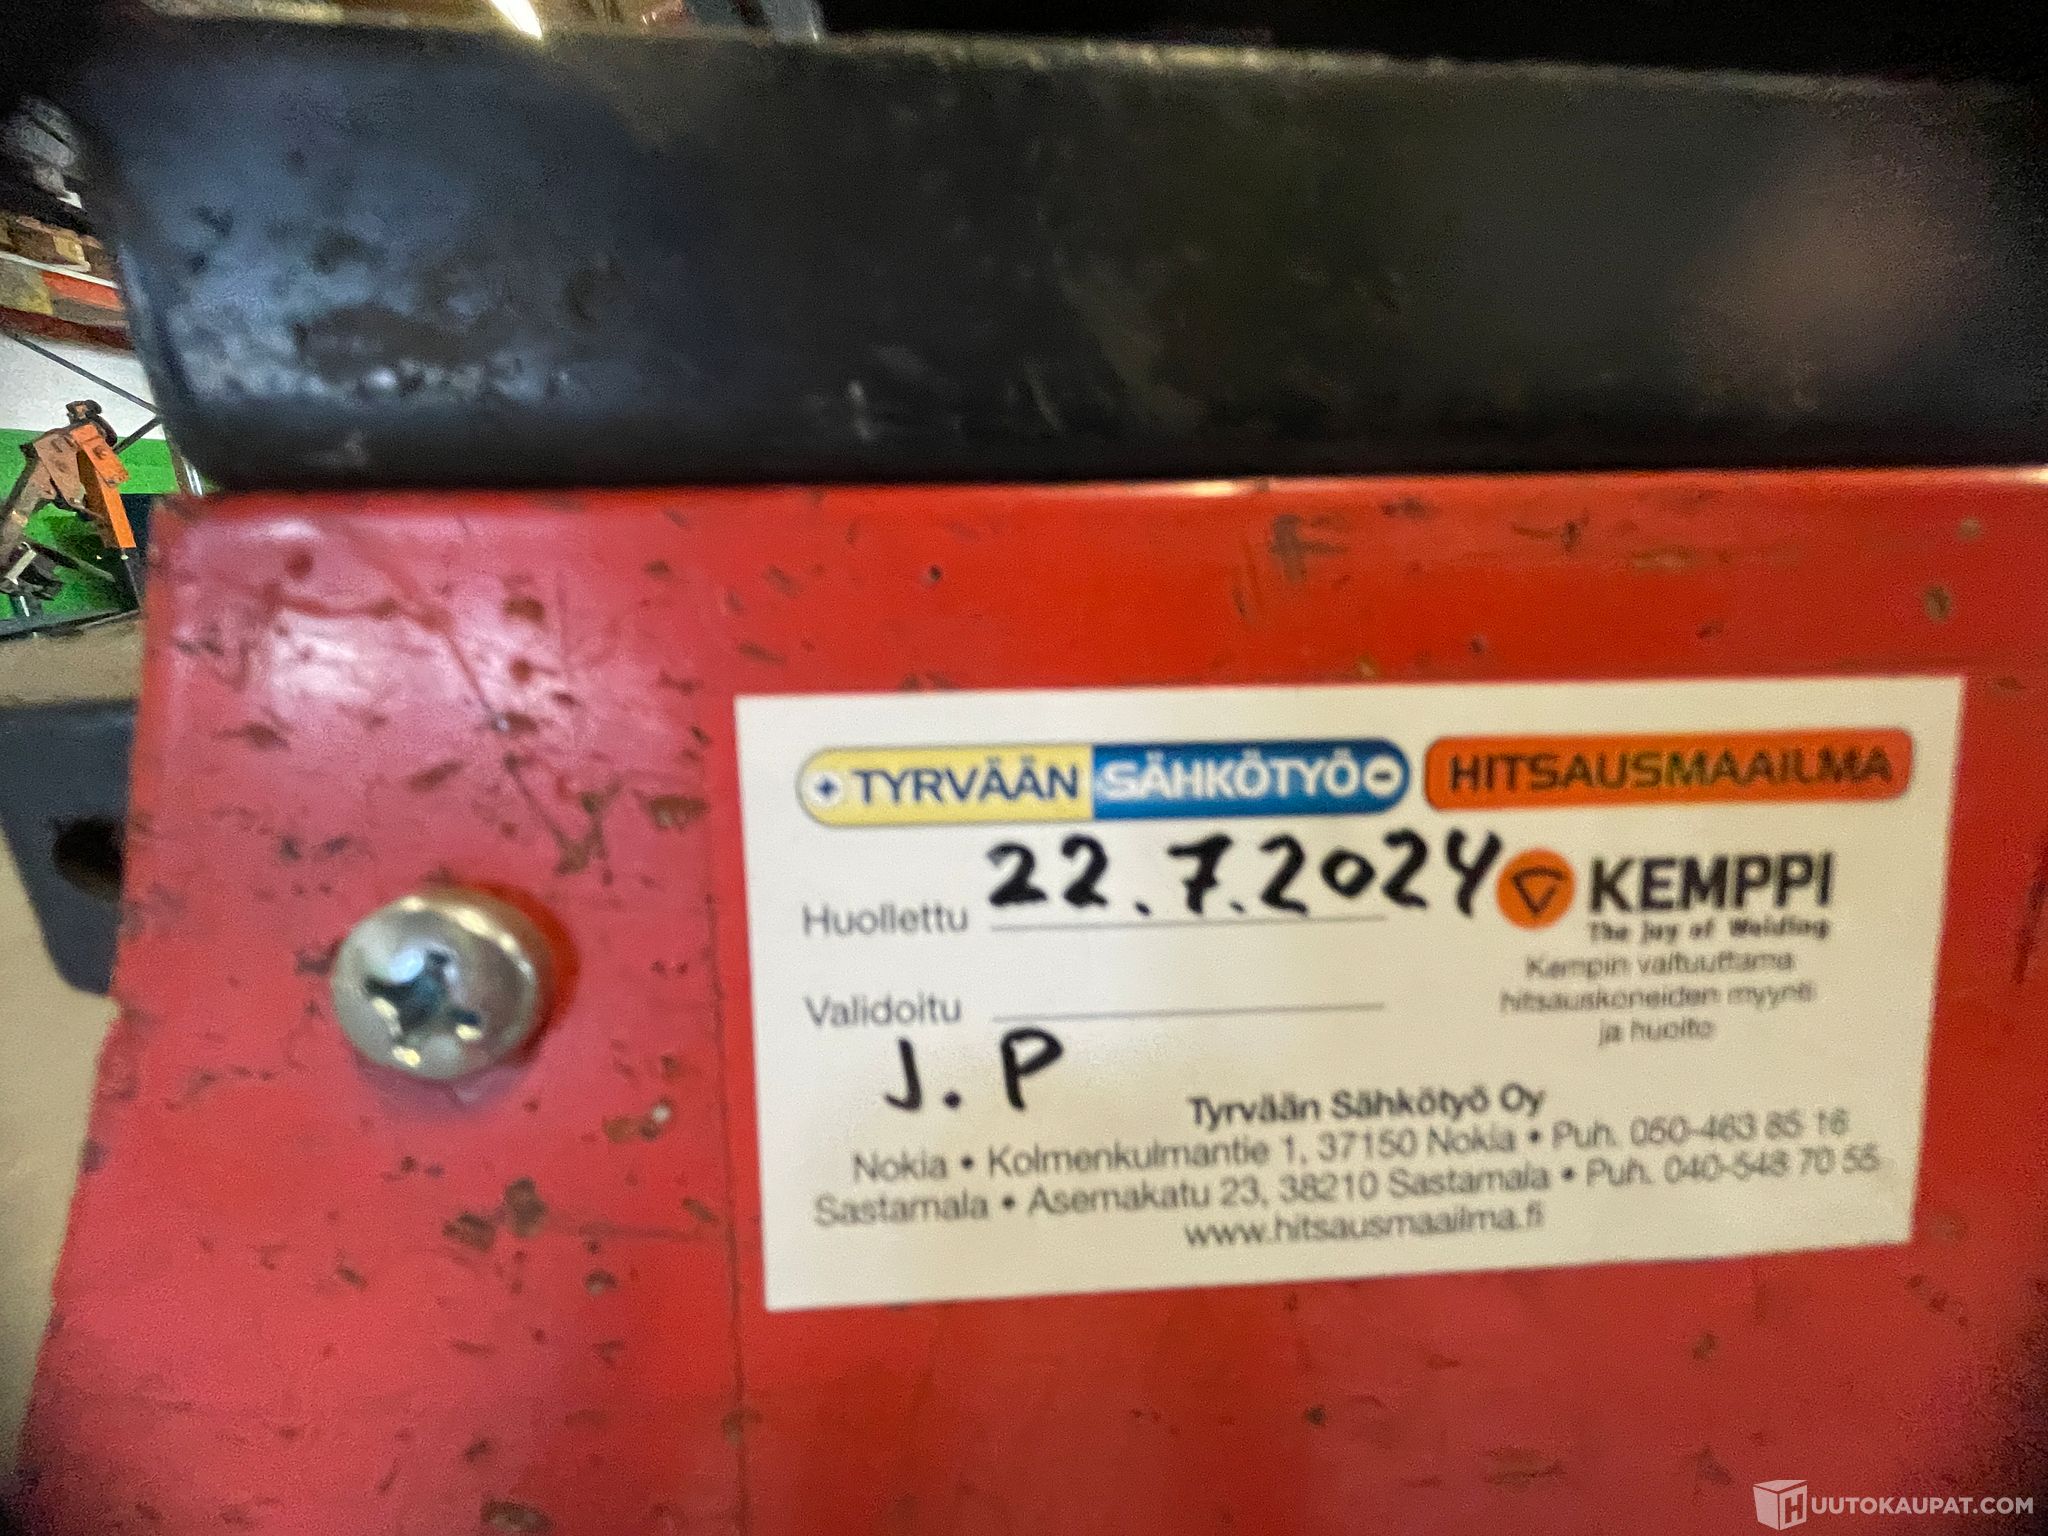 TYRVÄÄN SÄHKÖTYÖ HITSAUSMAAILMA
Huollettu 22.7.2024
KEMPPI
The Joy of Welding
Kempin valtuuttama
hitsauskoneiden myynti
ja huolto
Validoitu
J. P
Tyrvään Sähkötyö Oy
Nokia • Kolmenkulmantie 1, 37150 Nokia • Puh. 050-463 85 16
Sastamala • Asemakatu 23, 38210 Sastamala • Puh. 040-548 70 55
www.hitsausmaailma.fi
HUUTOKAUPAT.COM